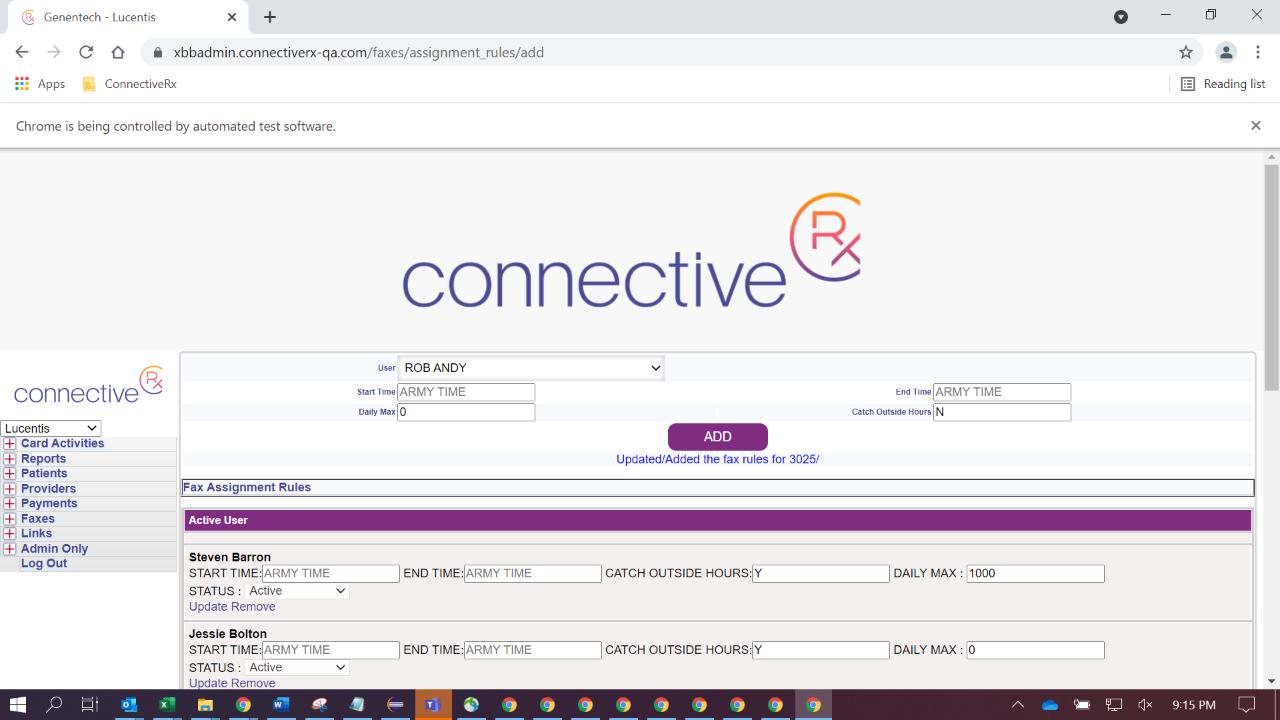 Genentech - Lucentis
xbbadmin.connectiverx-qa.com/faxes/assignment_rules/add
Apps ConnectiveRx Reading list
Chrome is being controlled by automated test software.
connective Rx
connective Rx
Lucentis
Card Activities
Reports
Patients
Providers
Payments
Faxes
Links
Admin Only
Log Out
User ROB ANDY
Start Time ARMY TIME End Time ARMY TIME
Daily Max 0 Catch Outside Hours N
ADD
Updated/Added the fax rules for 3025/
Fax Assignment Rules
Active User
Steven Barron
START TIME: ARMY TIME END TIME: ARMY TIME CATCH OUTSIDE HOURS: Y DAILY MAX : 1000
STATUS : Active
Update Remove
Jessie Bolton
START TIME: ARMY TIME END TIME: ARMY TIME CATCH OUTSIDE HOURS: Y DAILY MAX : 0
STATUS : Active
Update Remove
9:15 PM